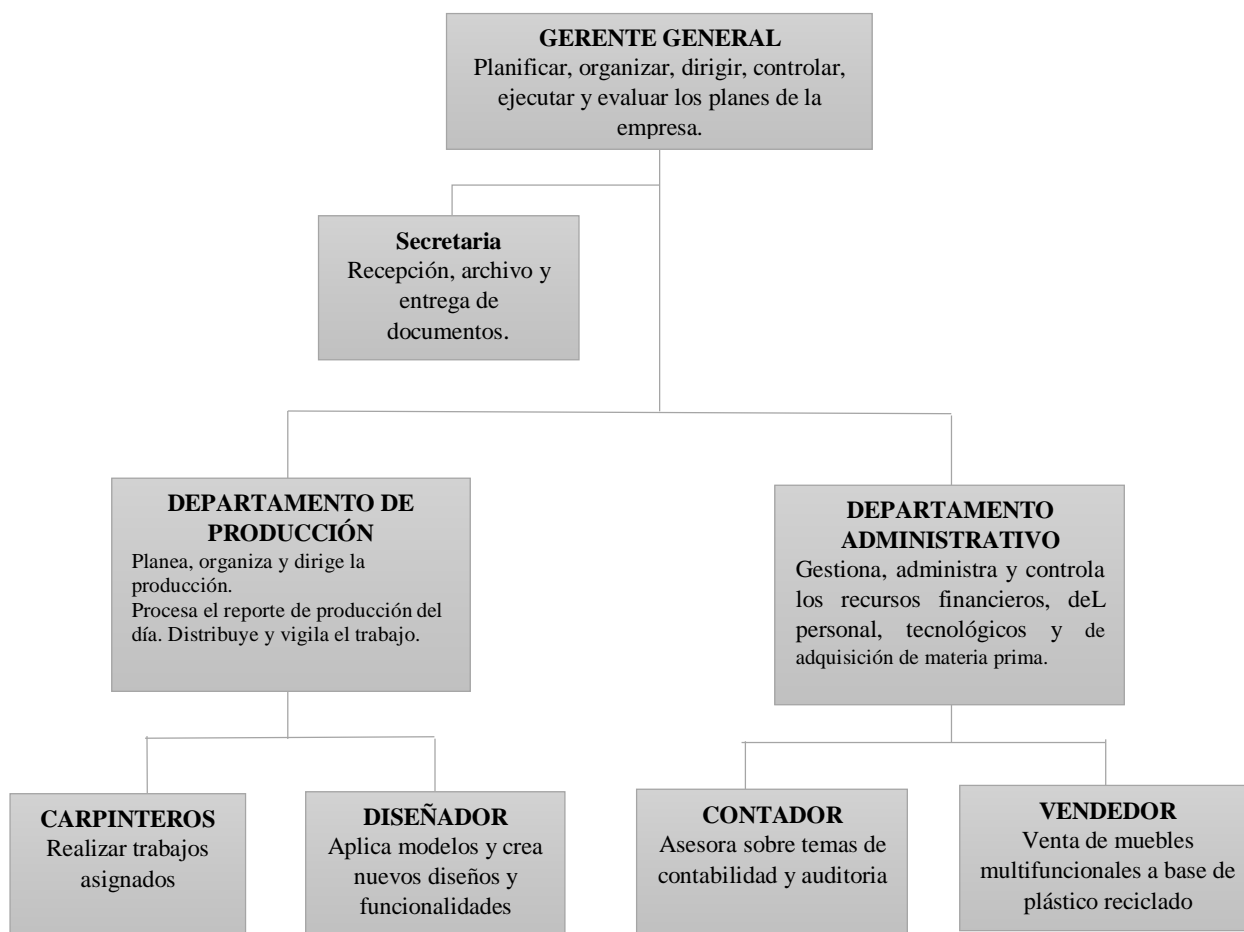 GERENTE GENERAL
Planificar, organizar, dirigir, controlar,
ejecutar y evaluar los planes de la
empresa.
Secretaria
Recepción, archivo y
entrega de
documentos.
DEPARTAMENTO DE
PRODUCCIÓN
Planea, organiza y dirige la
producción.
Procesa el reporte de producción del
día. Distribuye y vigila el trabajo.
DEPARTAMENTO
ADMINISTRATIVO
Gestiona, administra y controla
los recursos financieros, deL
personal, tecnológicos y de
adquisición de materia prima.
CARPINTEROS
Realizar trabajos
asignados
DISEÑADOR
Aplica modelos y crea
nuevos diseños y
funcionalidades
CONTADOR
Asesora sobre temas de
contabilidad y auditoria
VENDEDOR
Venta de muebles
multifuncionales a base de
plástico reciclado